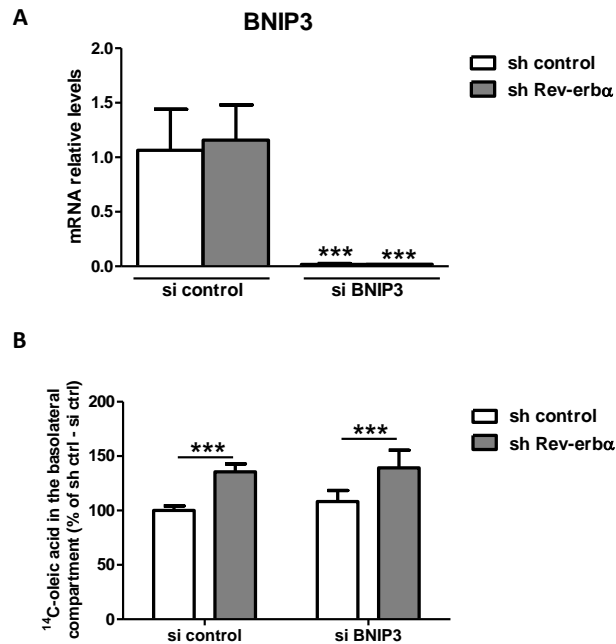 A
BNIP3
sh control
sh Rev-erbα
mRNA relative levels
2.0
1.5
1.0
0.5
0.0
*** ***
si control si BNIP3
B
sh control
sh Rev-erbα
¹⁴C-oleic acid in the basolateral
compartment (% of sh ctrl - si ctrl)
200
150
100
50
0
*** ***
si control si BNIP3